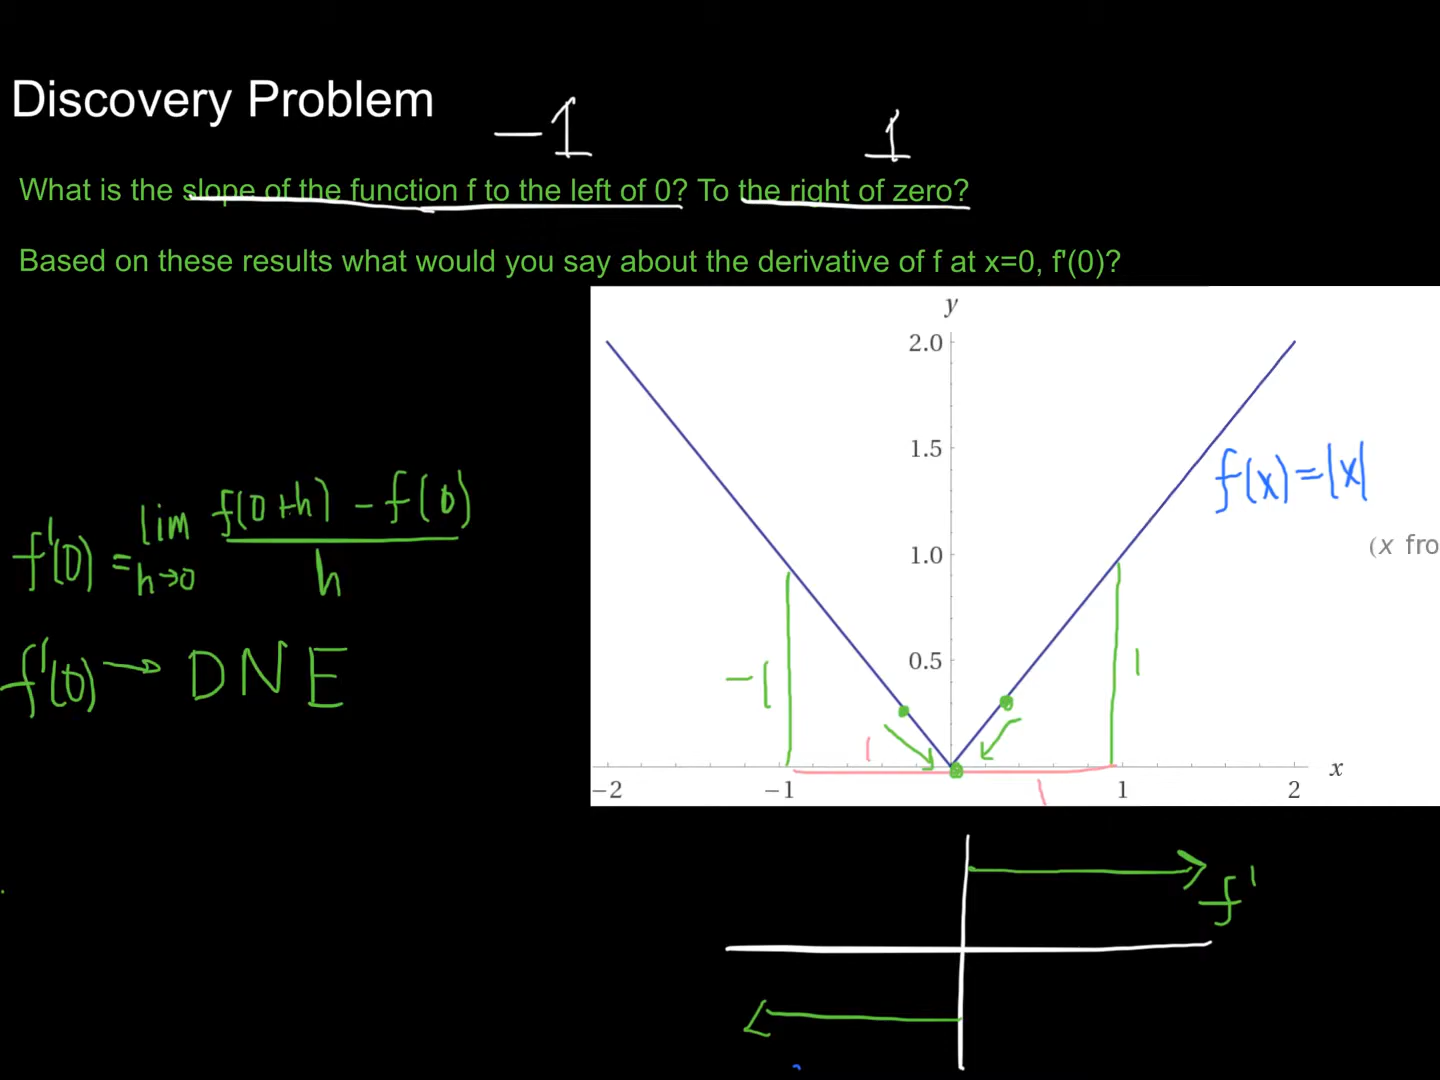 Discovery Problem
-1
1
What is the slope of the function f to the left of 0? To the right of zero?
Based on these results what would you say about the derivative of f at x=0, f'(0)?
y
2.0
1.5
f(x)=|x|
(x fro
1.0
f'(0) = lim h→0 f(0+h) - f(0) / h
0.5
f'(0) → DNE
-1
1
1
1
x
−2
−1
1
2
f'